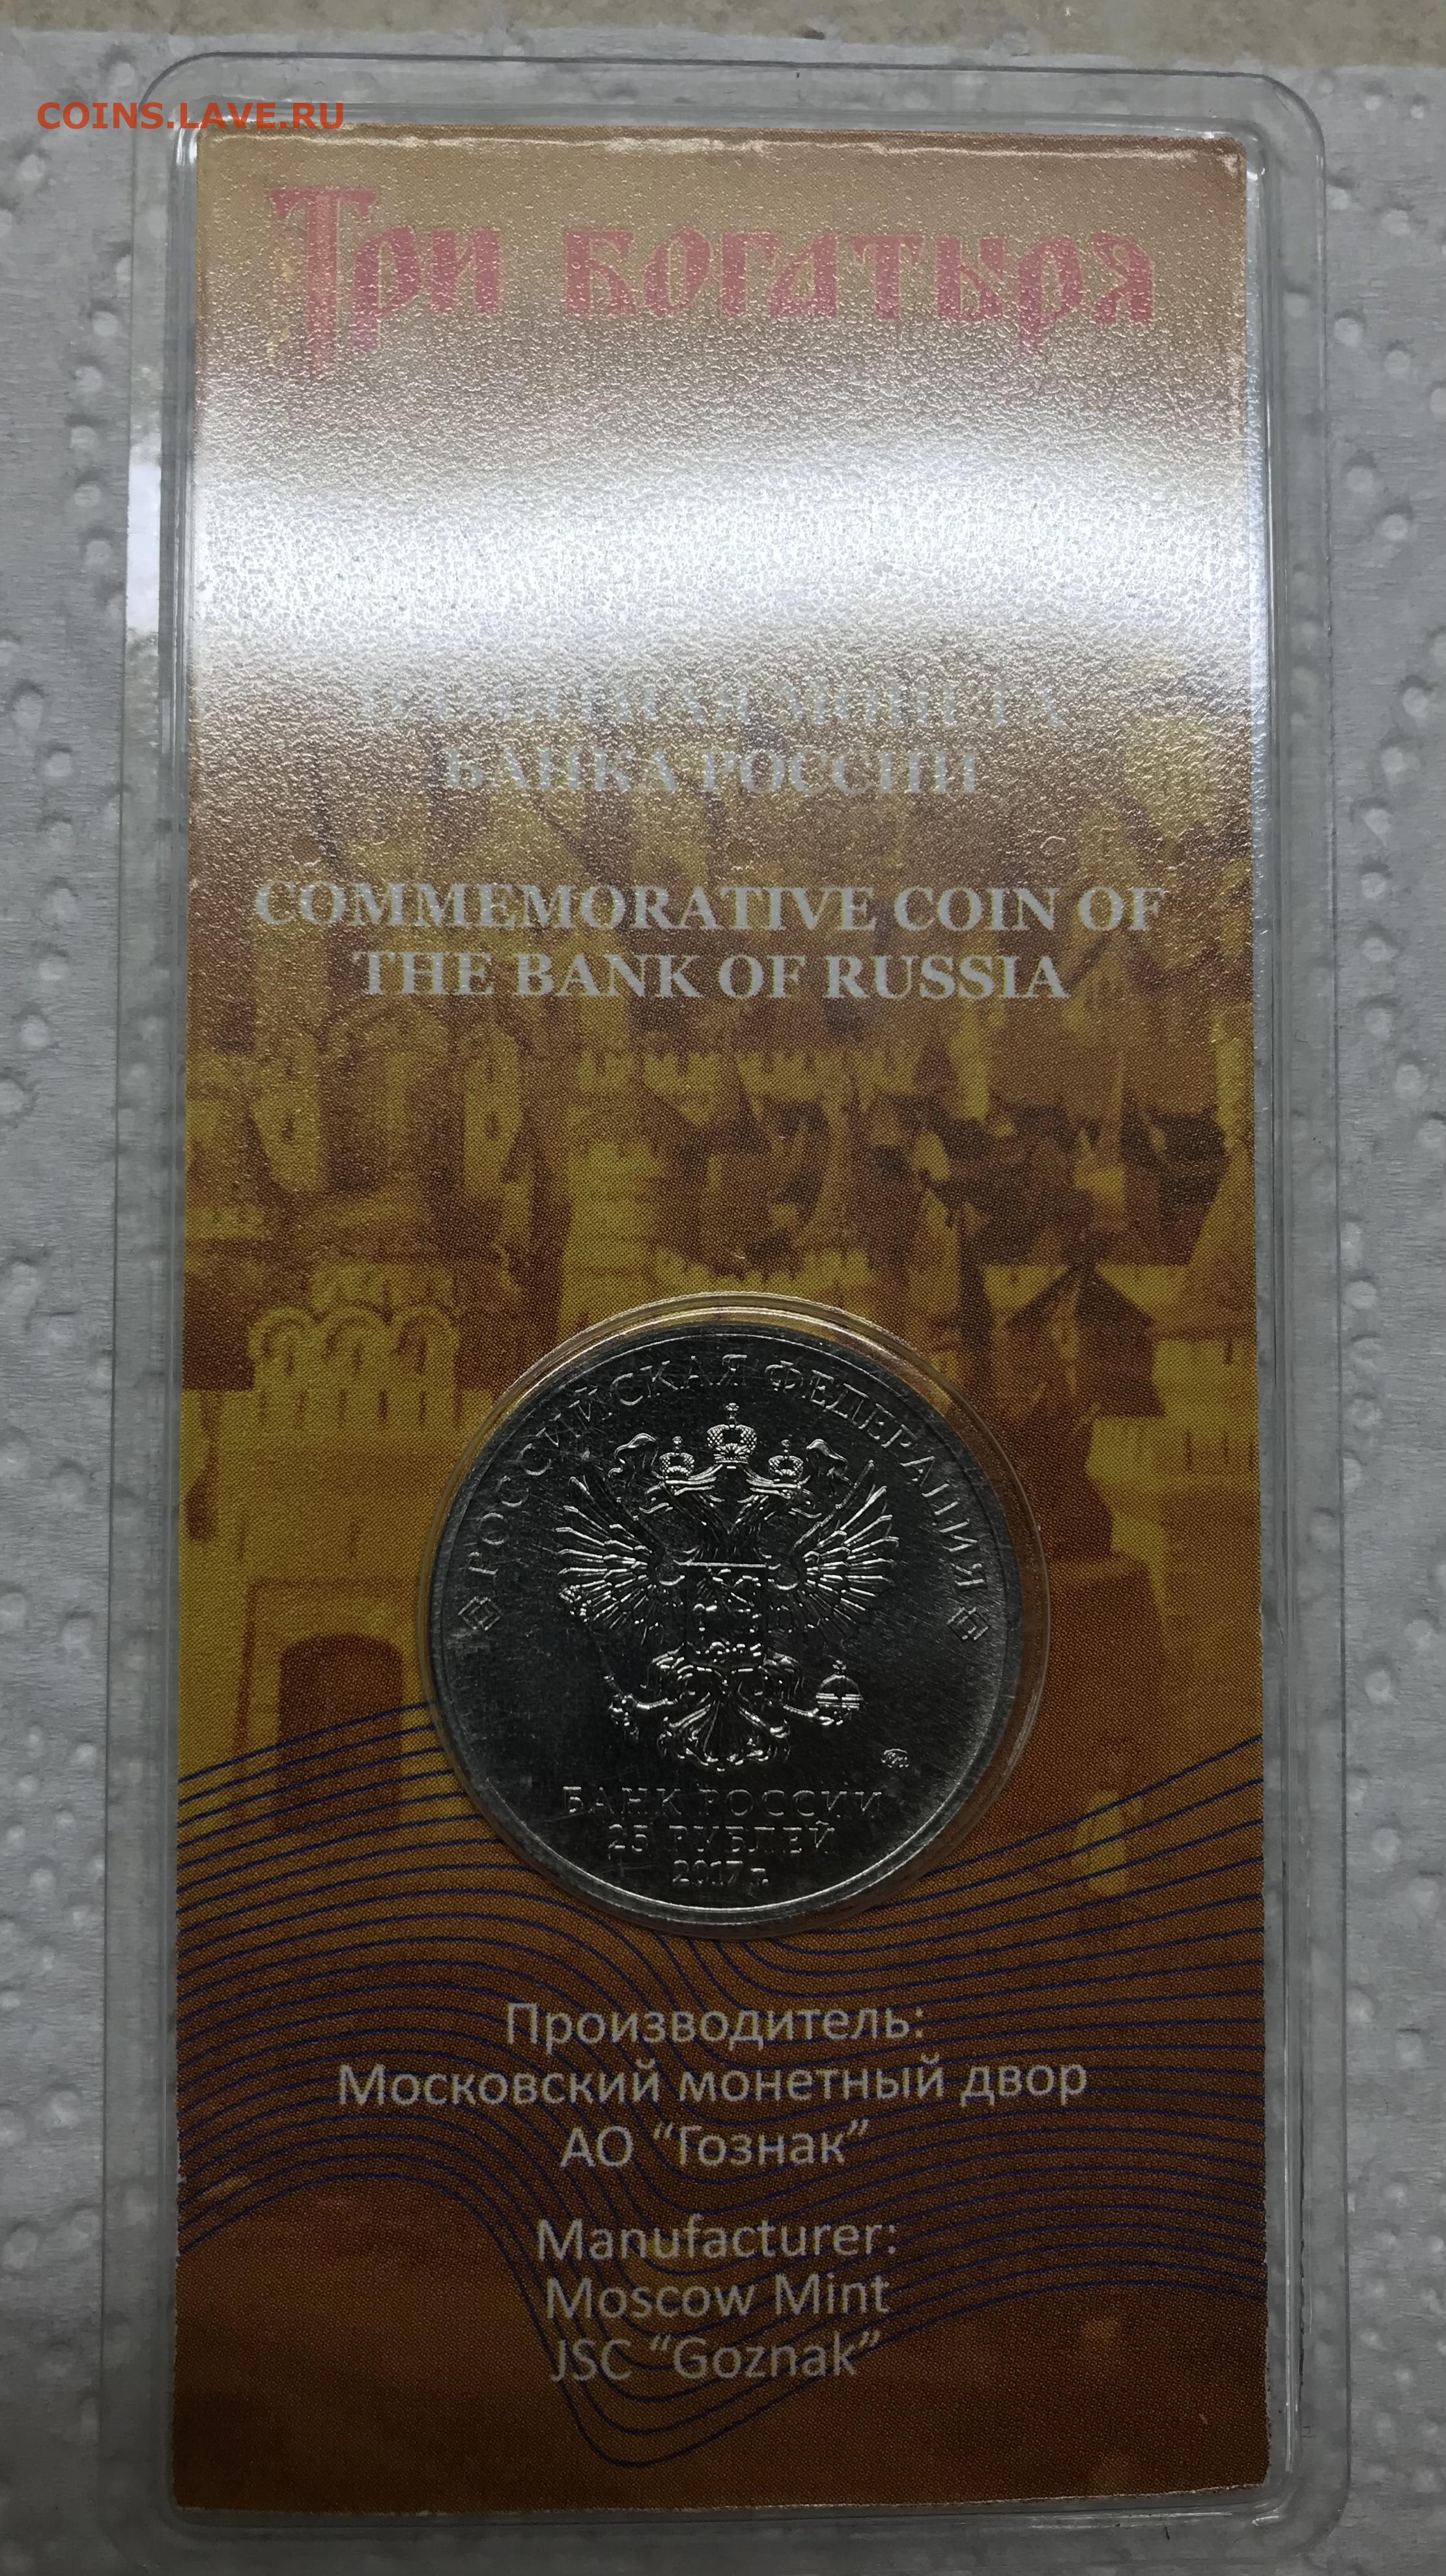 COINS.LAVE.RU
Три богатыря
МОНЕТА
БАНКА РОССИИ
COMMEMORATIVE COIN OF
THE BANK OF RUSSIA
РОССИЙСКАЯ ФЕДЕРАЦИЯ
БАНК РОССИИ
25 РУБЛЕЙ
2017 г.
Производитель:
Московский монетный двор
АО “Гознак”
Manufacturer:
Moscow Mint
JSC “Goznak”